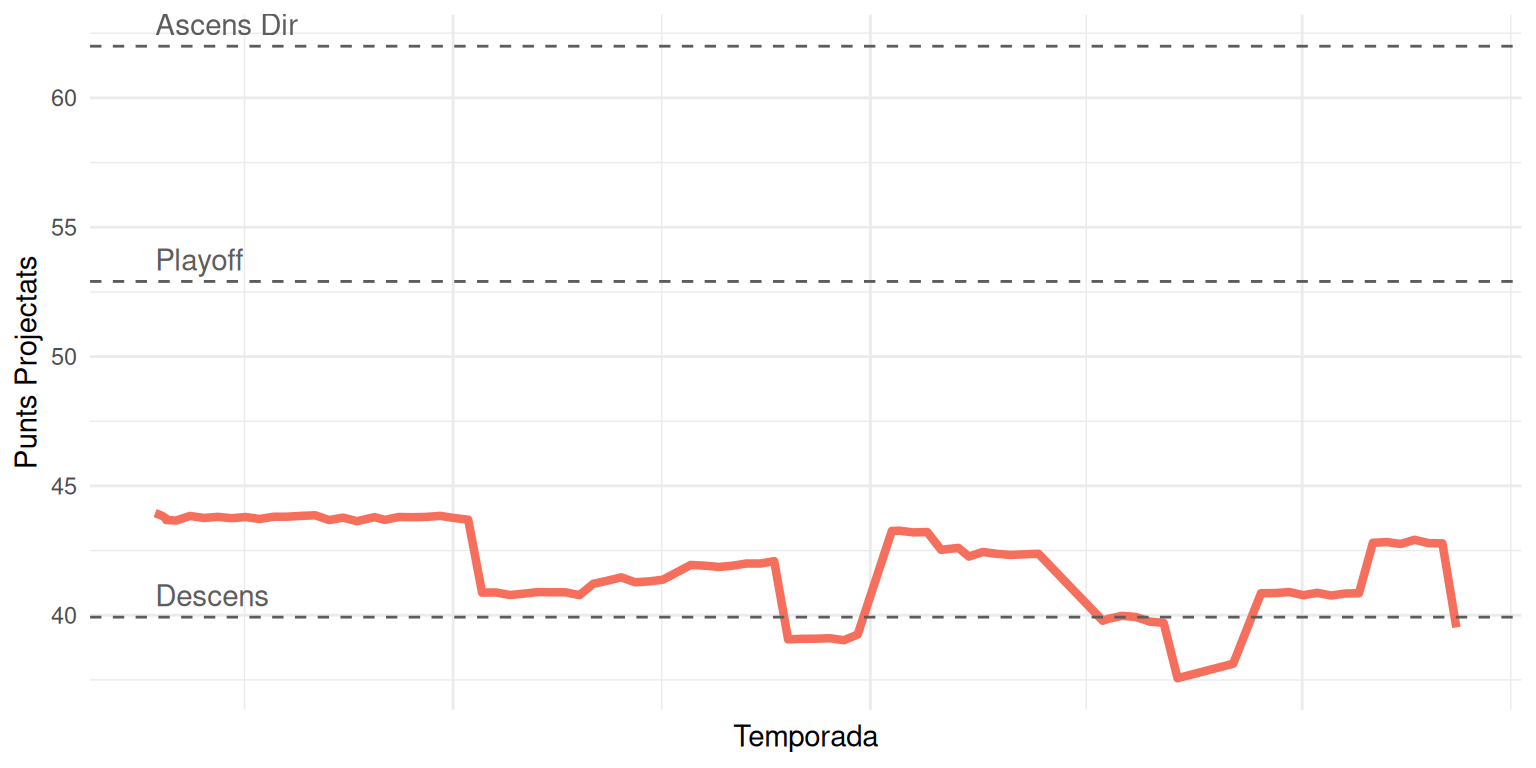 Ascens Dir
60
55
Playoff
50
45
Descens
40
Punts Projectats
Temporada